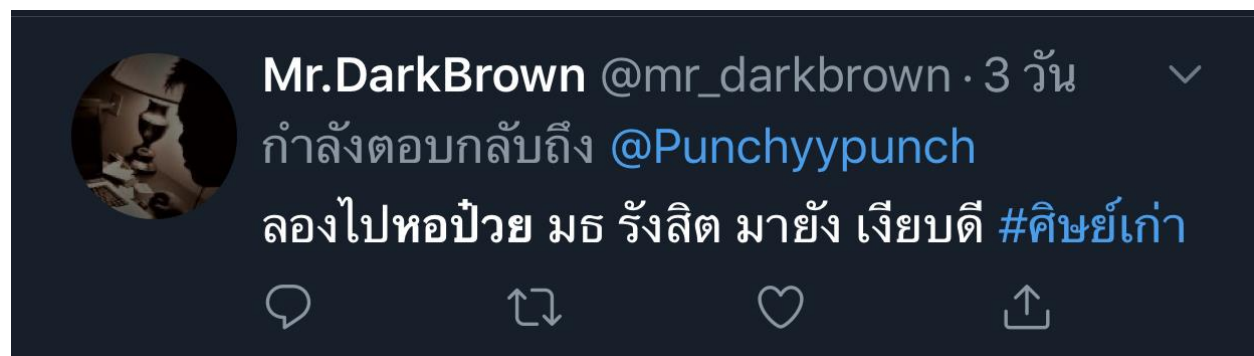 Mr.DarkBrown @mr_darkbrown · 3 วัน
กำลังตอบกลับถึง @Punchyypunch
ลองไปหอป๋วย มธ รังสิต มายัง เงียบดี #ศิษย์เก่า